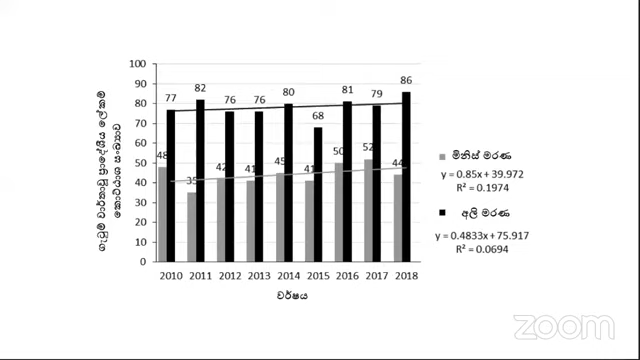 ගැටුම් වාර්තාවූ ප්‍රාදේශීය ලේකම්
කොට්ඨාශ සංඛ්‍යාව
100
90
80
70
60
50
40
30
20
10
0
77 82 76 76 80 68 81 79 86
48 35 42 41 45 41 50 52 44
2010 2011 2012 2013 2014 2015 2016 2017 2018
වර්ෂය
මිනිස් මරණ
y = 0.85x + 39.972
R² = 0.1974
අලි මරණ
y = 0.4833x + 75.917
R² = 0.0694
zoom